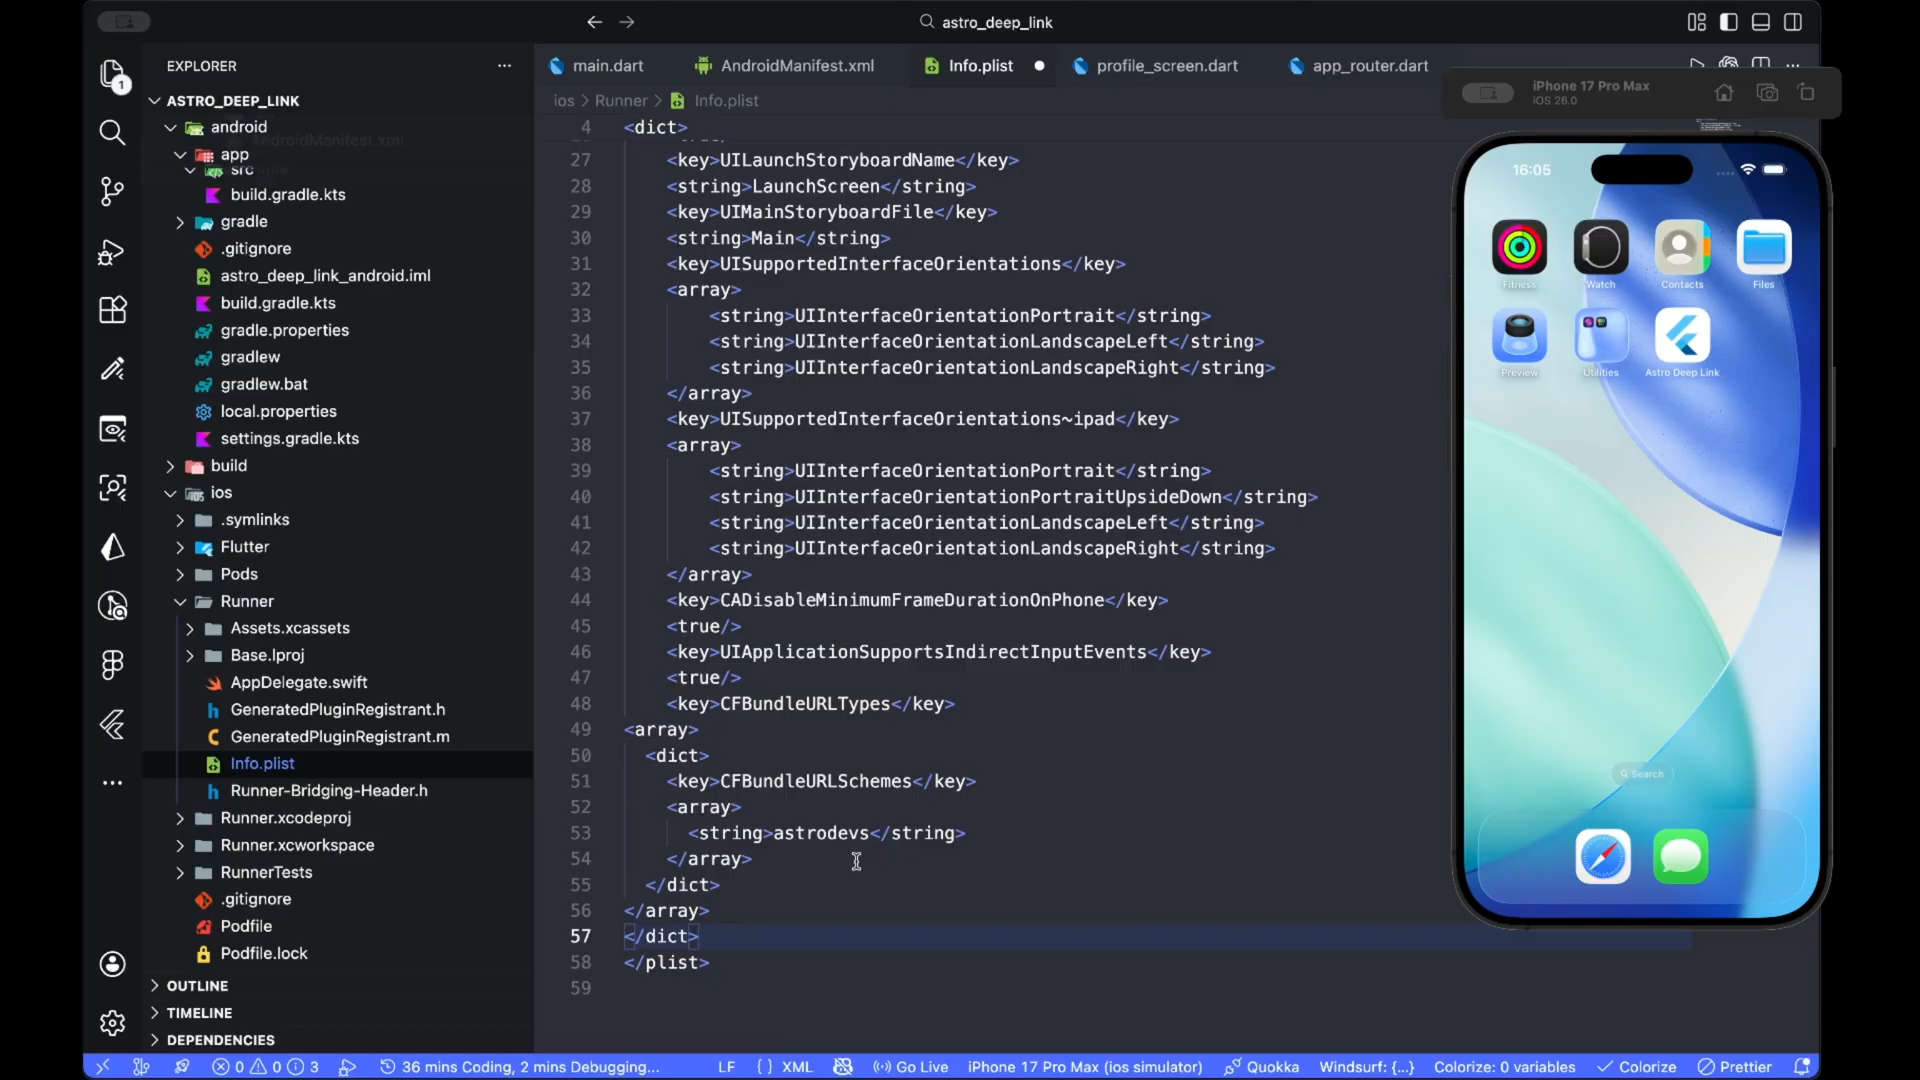 astro_deep_link
EXPLORER
ASTRO_DEEP_LINK
android
AndroidManifest.xml
app
src
build.gradle.kts
gradle
.gitignore
astro_deep_link_android.iml
build.gradle.kts
gradle.properties
gradlew
gradlew.bat
local.properties
settings.gradle.kts
build
ios
.symlinks
Flutter
Pods
Runner
Assets.xcassets
Base.lproj
AppDelegate.swift
GeneratedPluginRegistrant.h
GeneratedPluginRegistrant.m
Info.plist
Runner-Bridging-Header.h
Runner.xcodeproj
Runner.xcworkspace
RunnerTests
.gitignore
Podfile
Podfile.lock
OUTLINE
TIMELINE
DEPENDENCIES
1
main.dart AndroidManifest.xml Info.plist profile_screen.dart app_router.dart
ios > Runner > Info.plist
4 <dict>
27 <key>UILaunchStoryboardName</key>
28 <string>LaunchScreen</string>
29 <key>UIMainStoryboardFile</key>
30 <string>Main</string>
31 <key>UISupportedInterfaceOrientations</key>
32 <array>
33 <string>UIInterfaceOrientationPortrait</string>
34 <string>UIInterfaceOrientationLandscapeLeft</string>
35 <string>UIInterfaceOrientationLandscapeRight</string>
36 </array>
37 <key>UISupportedInterfaceOrientations~ipad</key>
38 <array>
39 <string>UIInterfaceOrientationPortrait</string>
40 <string>UIInterfaceOrientationPortraitUpsideDown</string>
41 <string>UIInterfaceOrientationLandscapeLeft</string>
42 <string>UIInterfaceOrientationLandscapeRight</string>
43 </array>
44 <key>CADisableMinimumFrameDurationOnPhone</key>
45 <true/>
46 <key>UIApplicationSupportsIndirectInputEvents</key>
47 <true/>
48 <key>CFBundleURLTypes</key>
49 <array>
50 <dict>
51 <key>CFBundleURLSchemes</key>
52 <array>
53 <string>astrodevs</string>
54 </array>
55 </dict>
56 </array>
57 </dict>
58 </plist>
59
iPhone 17 Pro Max
iOS 26.0
16:05
Fitness Watch Contacts Files
Preview Utilities Astro Deep Link
Search
0 0 3 36 mins Coding, 2 mins Debugging... LF { } XML Go Live iPhone 17 Pro Max (ios simulator) Quokka Windsurf: {...} Colorize: 0 variables Colorize Prettier